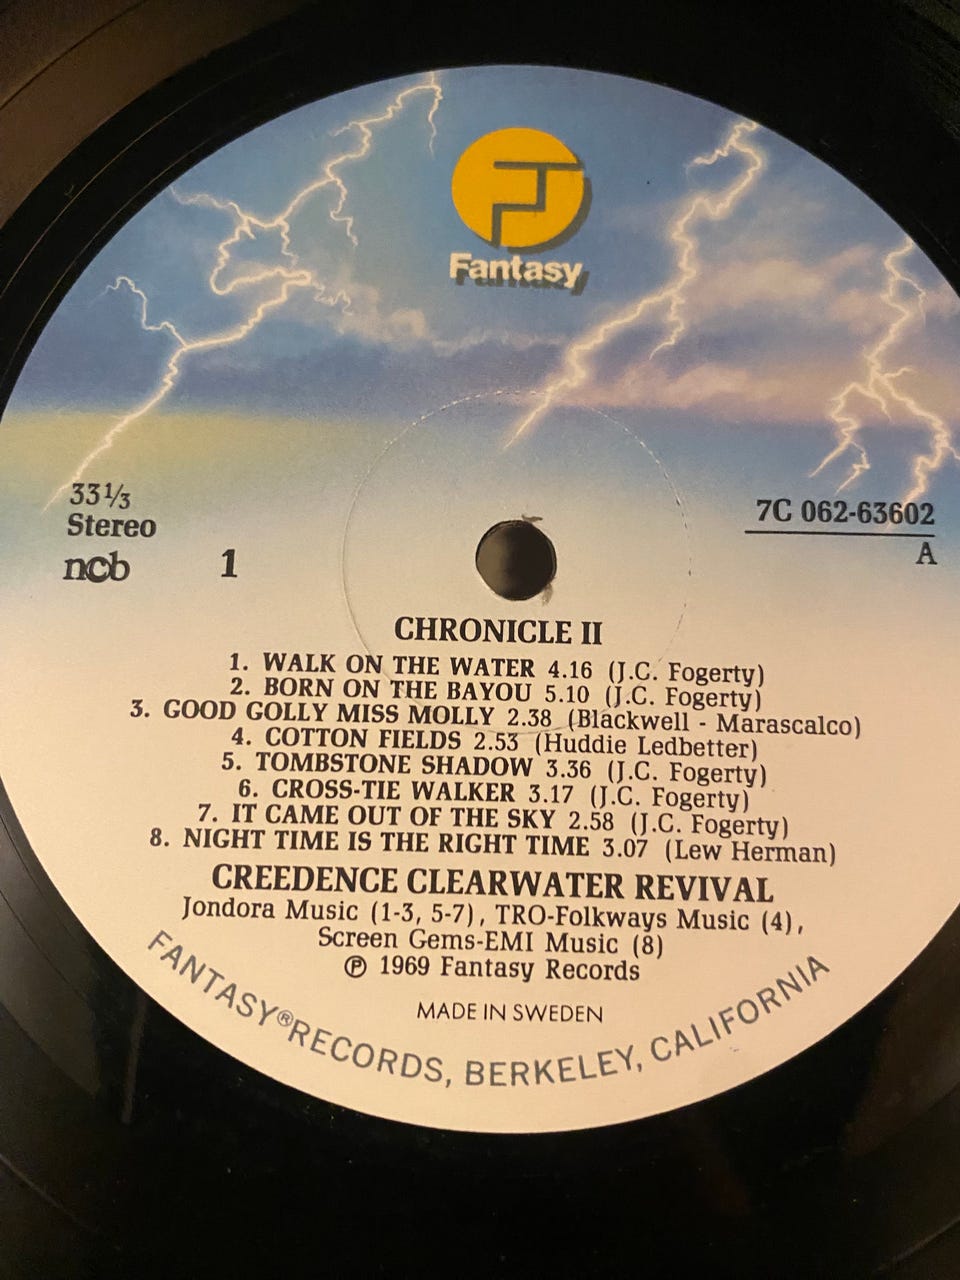 Fantasy
33⅓
Stereo
ncb
1
7C 062-63602
A
CHRONICLE II
1. WALK ON THE WATER 4.16 (J.C. Fogerty)
2. BORN ON THE BAYOU 5.10 (J.C. Fogerty)
3. GOOD GOLLY MISS MOLLY 2.38 (Blackwell - Marascalco)
4. COTTON FIELDS 2.53 (Huddie Ledbetter)
5. TOMBSTONE SHADOW 3.36 (J.C. Fogerty)
6. CROSS-TIE WALKER 3.17 (J.C. Fogerty)
7. IT CAME OUT OF THE SKY 2.58 (J.C. Fogerty)
8. NIGHT TIME IS THE RIGHT TIME 3.07 (Lew Herman)
CREEDENCE CLEARWATER REVIVAL
Jondora Music (1-3, 5-7), TRO-Folkways Music (4),
Screen Gems-EMI Music (8)
℗ 1969 Fantasy Records
MADE IN SWEDEN
FANTASY® RECORDS, BERKELEY, CALIFORNIA